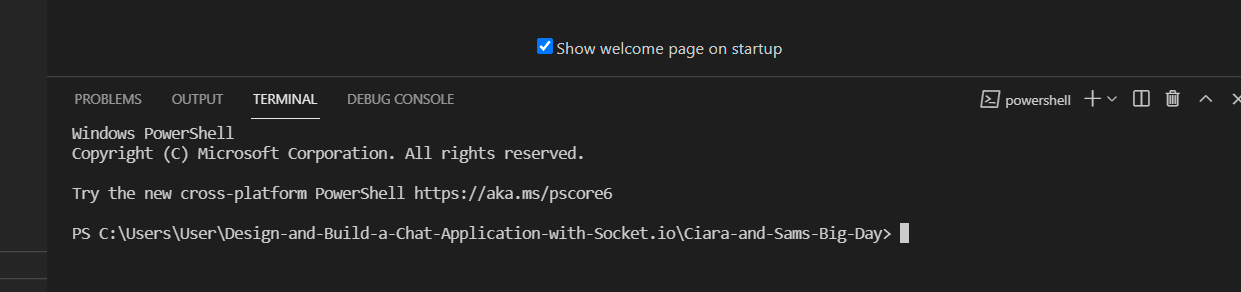 Show welcome page on startup
PROBLEMS OUTPUT TERMINAL DEBUG CONSOLE powershell
Windows PowerShell
Copyright (C) Microsoft Corporation. All rights reserved.
Try the new cross-platform PowerShell https://aka.ms/pscore6
PS C:\Users\User\Design-and-Build-a-Chat-Application-with-Socket.io\Ciara-and-Sams-Big-Day>